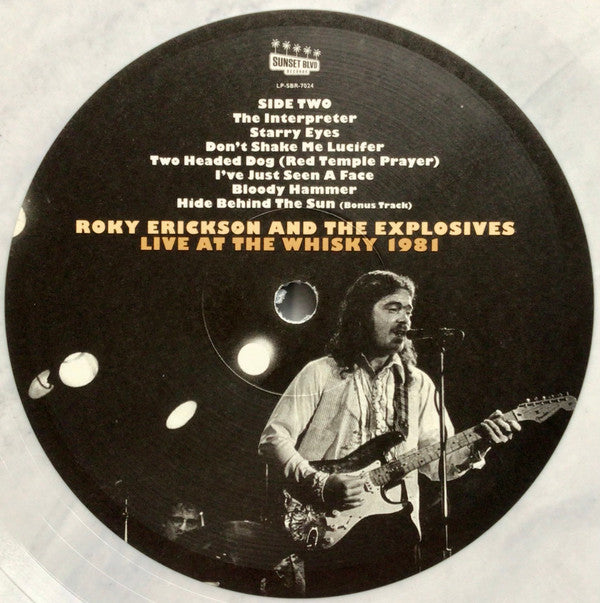 SUNSET BLVD
RECORDS
LP-SBR-7024
SIDE TWO
The Interpreter
Starry Eyes
Don't Shake Me Lucifer
Two Headed Dog (Red Temple Prayer)
I've Just Seen A Face
Bloody Hammer
Hide Behind The Sun (Bonus Track)
ROKY ERICKSON AND THE EXPLOSIVES
LIVE AT THE WHISKY 1981